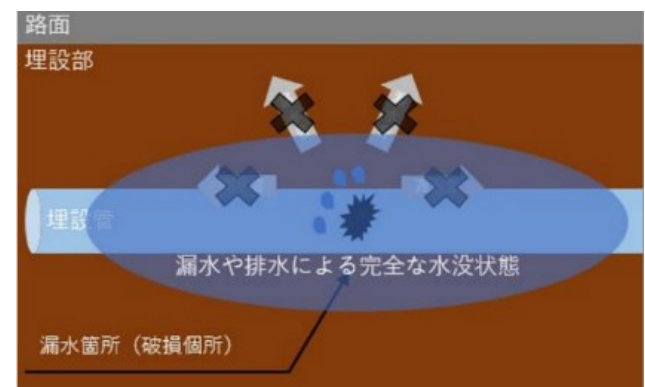 路面
埋設部
埋設管
漏水や排水による完全な水没状態
漏水箇所（破損個所）